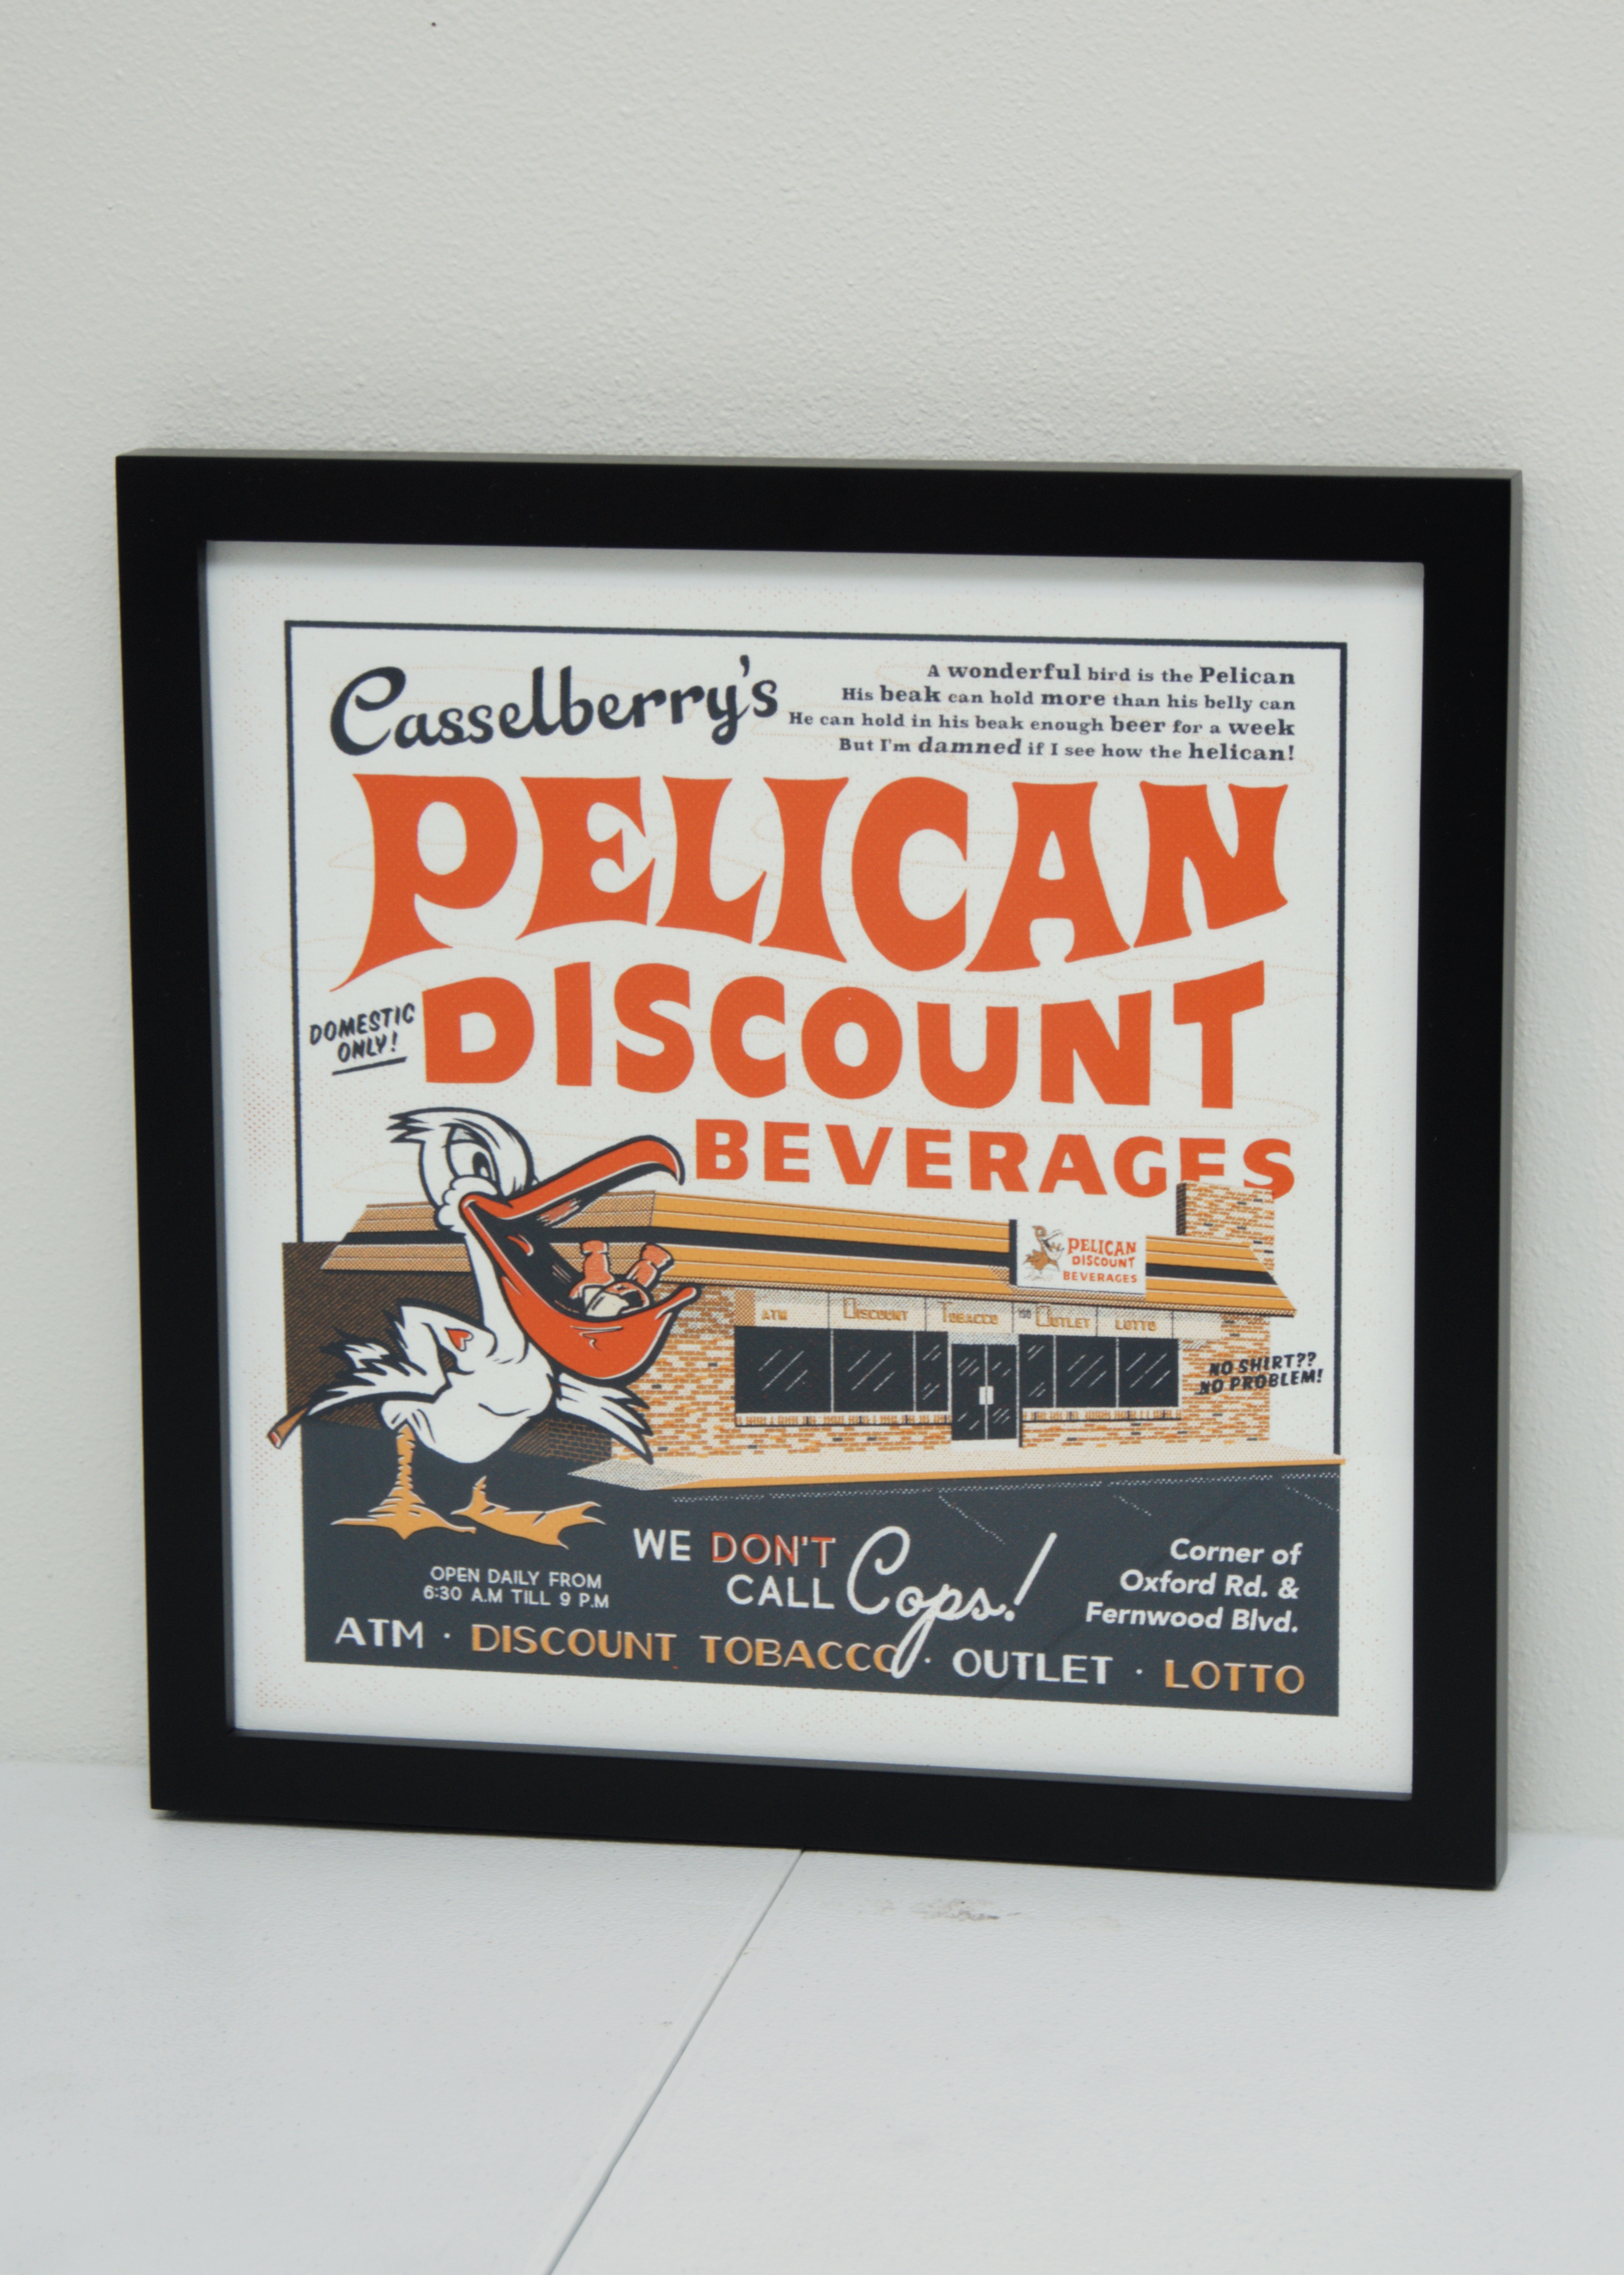 Casselberry's
A wonderful bird is the Pelican
His beak can hold more than his belly can
He can hold in his beak enough beer for a week
But I'm damned if I see how the helican!
PELICAN
DISCOUNT
BEVERAGES
DOMESTIC
ONLY!
PELICAN
DISCOUNT
BEVERAGES
ATM
DISCOUNT
TOBACCO
OUTLET
LOTTO
NO SHIRT??
NO PROBLEM!
WE DON'T
CALL Cops!
OPEN DAILY FROM
6:30 A.M TILL 9 P.M
Corner of
Oxford Rd. &
Fernwood Blvd.
ATM · DISCOUNT TOBACCO · OUTLET · LOTTO